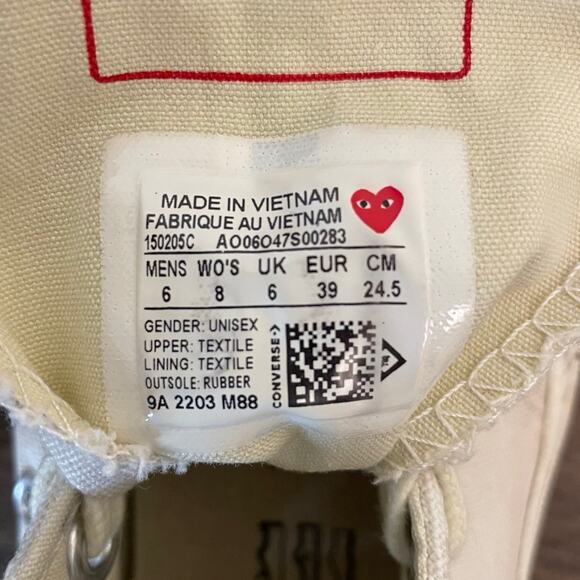 MADE IN VIETNAM
FABRIQUE AU VIETNAM
150205C AO06O47S00283
MENS WO'S UK EUR CM
6 8 6 39 24.5
GENDER: UNISEX
UPPER: TEXTILE
LINING: TEXTILE
OUTSOLE: RUBBER
9A 2203 M88
CONVERSE>